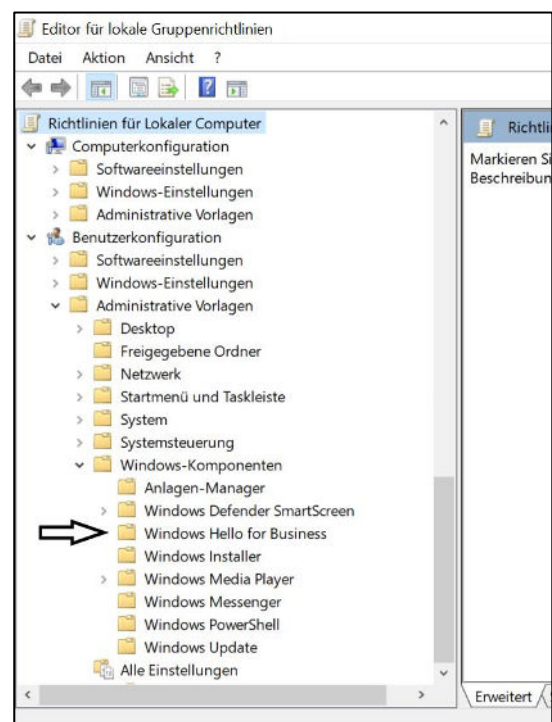 Editor für lokale Gruppenrichtlinien
Datei Aktion Ansicht ?
Richtlinien für Lokaler Computer
Computerkonfiguration
Softwareeinstellungen
Windows-Einstellungen
Administrative Vorlagen
Benutzerkonfiguration
Softwareeinstellungen
Windows-Einstellungen
Administrative Vorlagen
Desktop
Freigegebene Ordner
Netzwerk
Startmenü und Taskleiste
System
Systemsteuerung
Windows-Komponenten
Anlagen-Manager
Windows Defender SmartScreen
Windows Hello for Business
Windows Installer
Windows Media Player
Windows Messenger
Windows PowerShell
Windows Update
Alle Einstellungen
Richtli
Markieren Si
Beschreibun
Erweitert